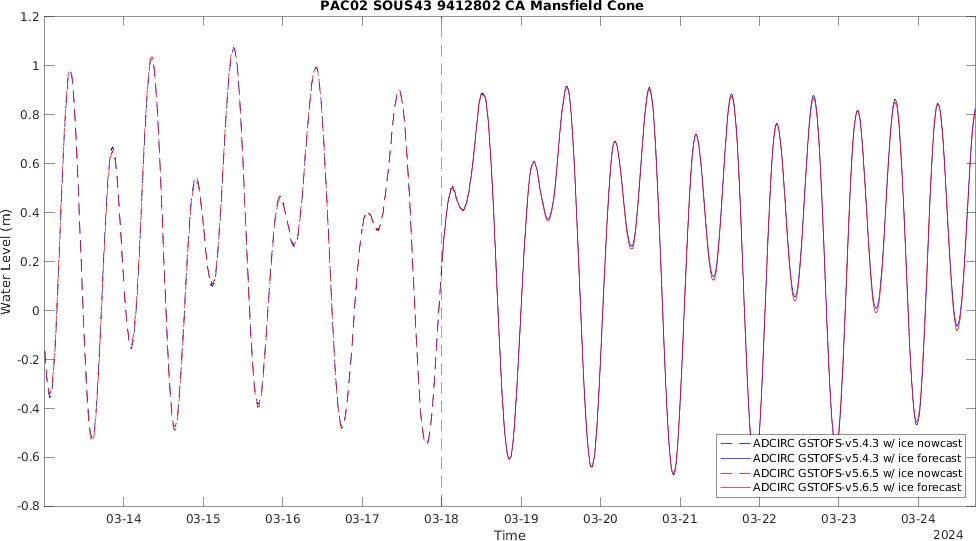 PAC02 SOUS43 9412802 CA Mansfield Cone
1.2
1
0.8
0.6
0.4
0.2
0
-0.2
-0.4
-0.6
-0.8
Water Level (m)
ADCIRC GSTOFS-v5.4.3 w/ ice nowcast
ADCIRC GSTOFS-v5.4.3 w/ ice forecast
ADCIRC GSTOFS-v5.6.5 w/ ice nowcast
ADCIRC GSTOFS-v5.6.5 w/ ice forecast
03-14 03-15 03-16 03-17 03-18 03-19 03-20 03-21 03-22 03-23 03-24
Time
2024